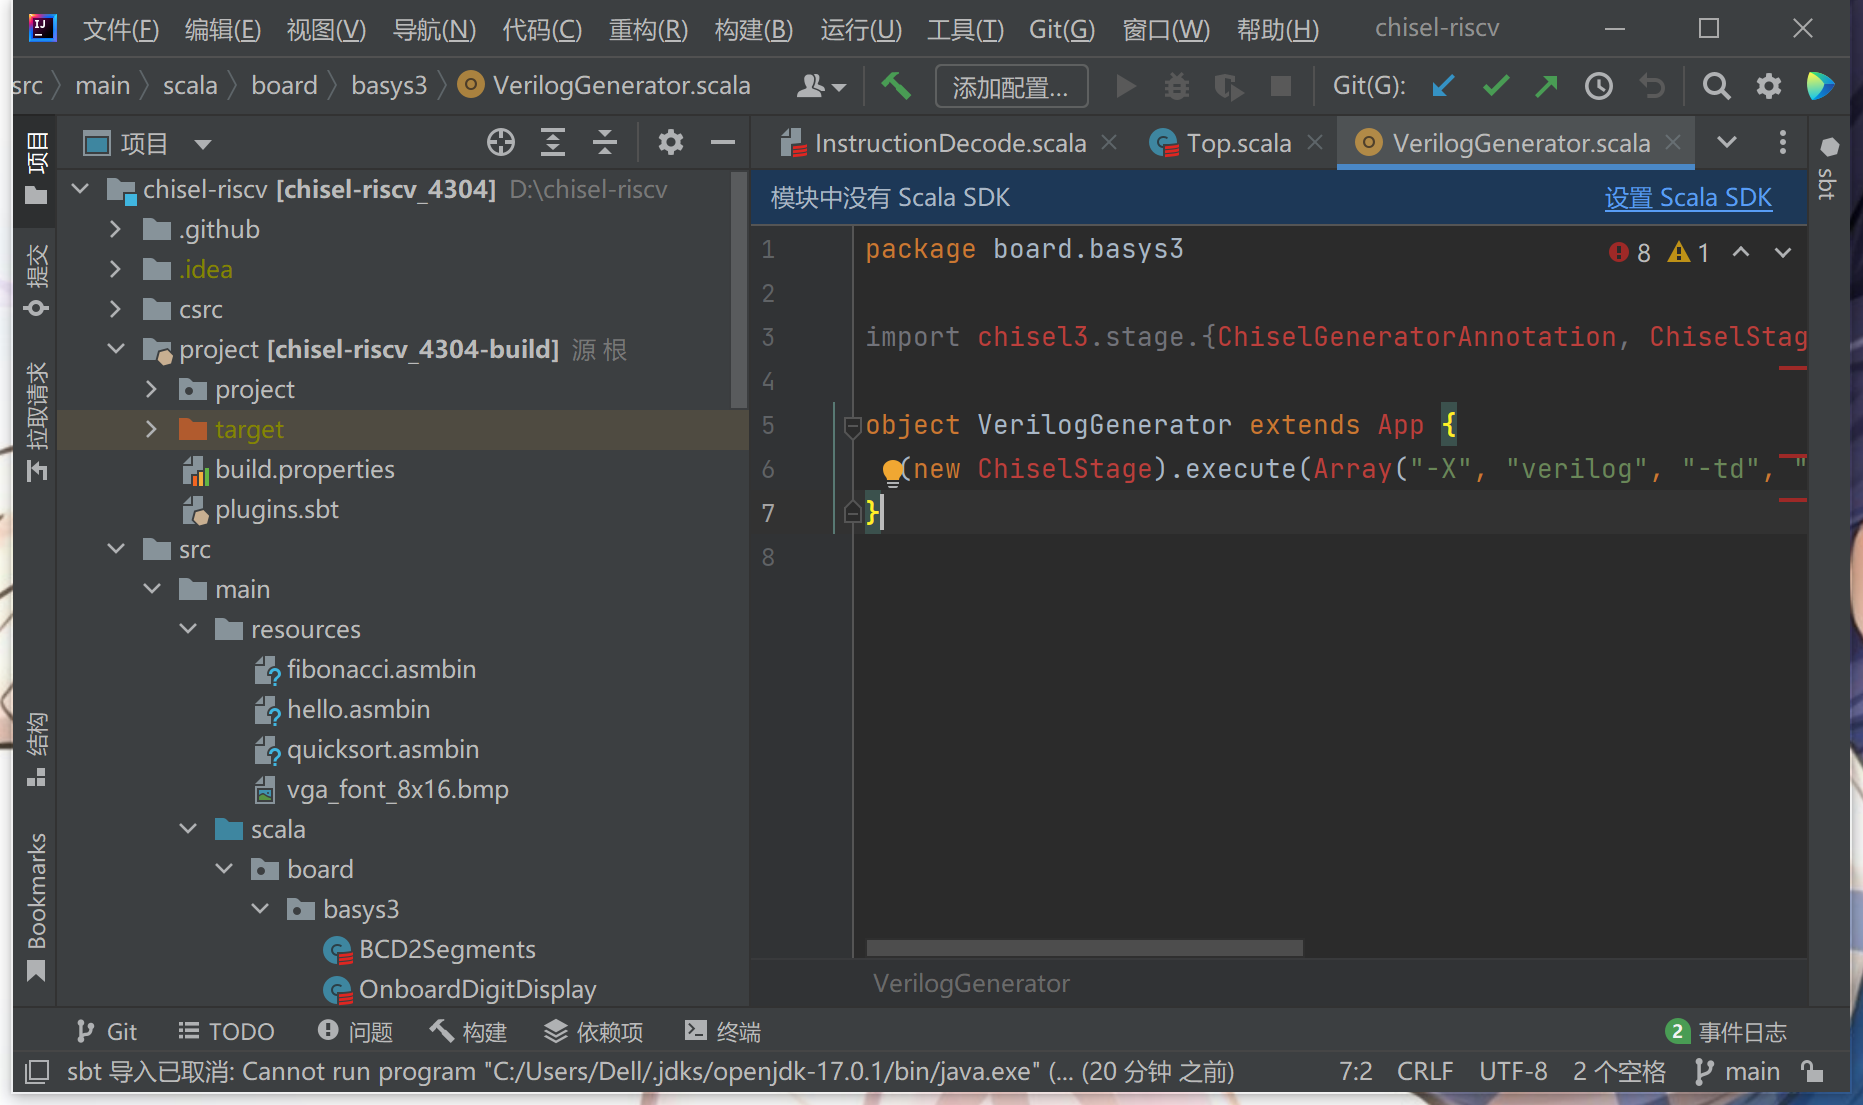 文件(F) 编辑(E) 视图(V) 导航(N) 代码(C) 重构(R) 构建(B) 运行(U) 工具(T) Git(G) 窗口(W) 帮助(H) chisel-riscv
src main scala board basys3 VerilogGenerator.scala 添加配置... Git(G):
项目
InstructionDecode.scala Top.scala VerilogGenerator.scala
模块中没有 Scala SDK 设置 Scala SDK
项目
提交
拉取请求
结构
Bookmarks
sbt
chisel-riscv [chisel-riscv_4304] D:\chisel-riscv
.github
.idea
csrc
project [chisel-riscv_4304-build] 源 根
project
target
build.properties
plugins.sbt
src
main
resources
fibonacci.asmbin
hello.asmbin
quicksort.asmbin
vga_font_8x16.bmp
scala
board
basys3
BCD2Segments
OnboardDigitDisplay
8 1
1 package board.basys3
2
3 import chisel3.stage.{ChiselGeneratorAnnotation, ChiselStag
4
5 object VerilogGenerator extends App {
6 (new ChiselStage).execute(Array("-X", "verilog", "-td", "
7 }
8
VerilogGenerator
Git TODO 问题 构建 依赖项 终端 2 事件日志
sbt 导入已取消: Cannot run program "C:/Users/Dell/.jdks/openjdk-17.0.1/bin/java.exe" (... (20 分钟 之前) 7:2 CRLF UTF-8 2 个空格 main